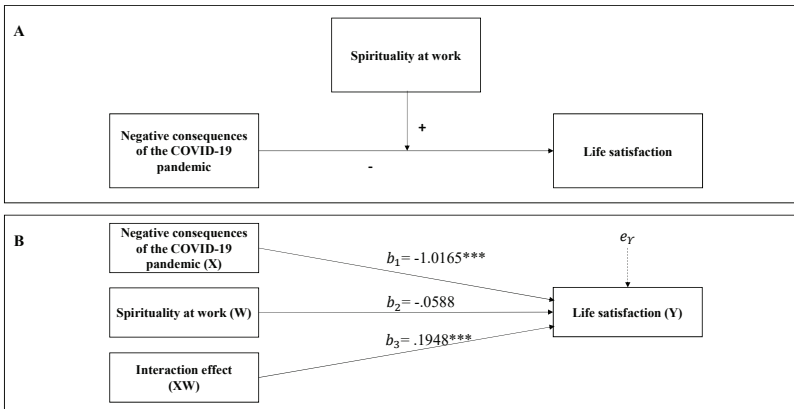 A
Spirituality at work
+
Negative consequences
of the COVID-19
pandemic
-
Life satisfaction
B
Negative consequences
of the COVID-19
pandemic (X)
b₁= -1.0165***
e_Y
Spirituality at work (W)
b₂= -.0588
Life satisfaction (Y)
b₃= .1948***
Interaction effect
(XW)